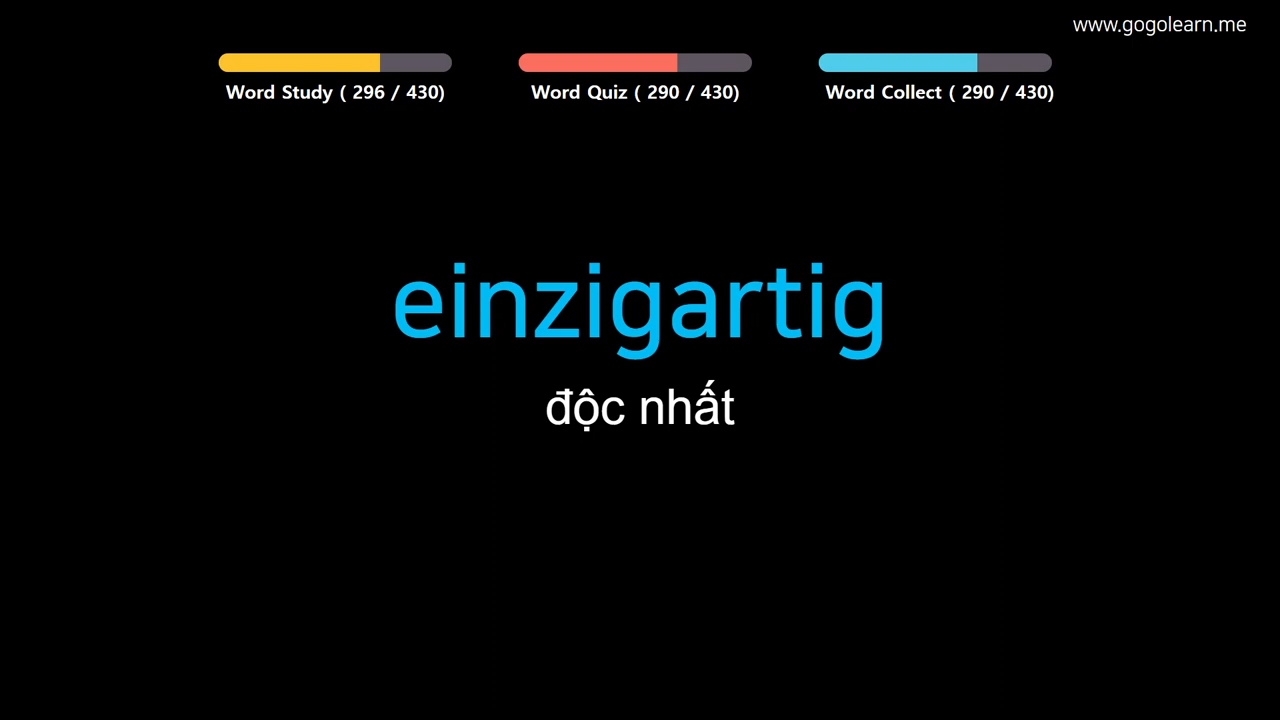 www.gogolearn.me
Word Study ( 296 / 430)
Word Quiz ( 290 / 430)
Word Collect ( 290 / 430)
einzigartig
độc nhất